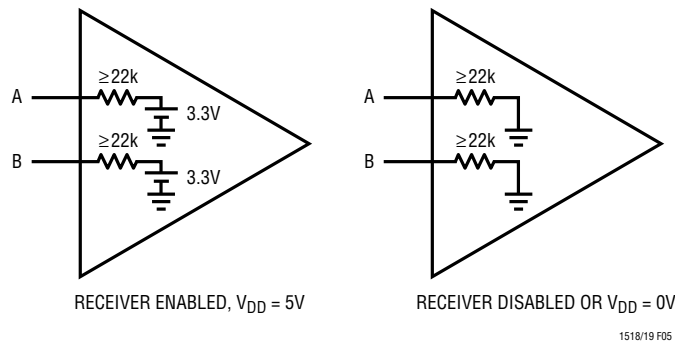 ≥22k
A
3.3V
≥22k
B
3.3V
RECEIVER ENABLED, VDD = 5V
≥22k
A
≥22k
B
RECEIVER DISABLED OR VDD = 0V
1518/19 F05